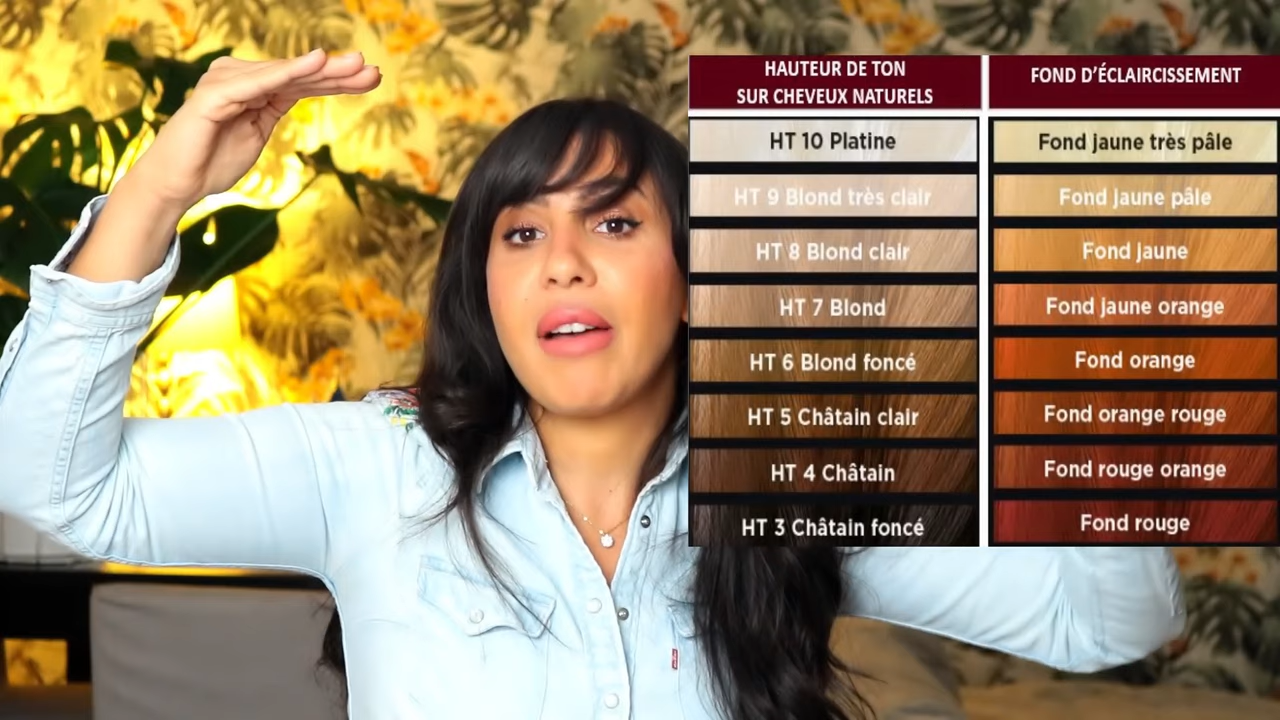 HAUTEUR DE TON
SUR CHEVEUX NATURELS
FOND D'ÉCLAIRCISSEMENT
HT 10 Platine
Fond jaune très pâle
HT 9 Blond très clair
Fond jaune pâle
HT 8 Blond clair
Fond jaune
HT 7 Blond
Fond jaune orange
HT 6 Blond foncé
Fond orange
HT 5 Châtain clair
Fond orange rouge
HT 4 Châtain
Fond rouge orange
HT 3 Châtain foncé
Fond rouge